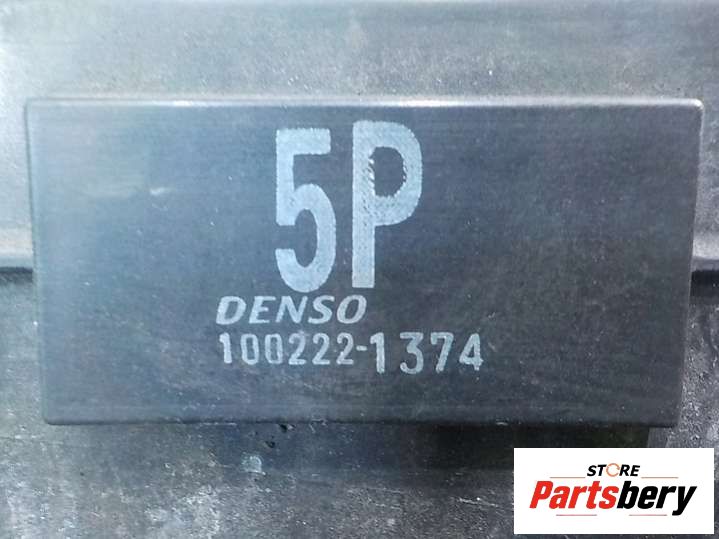 5P
DENSO
100222-1374
STORE
Partsbery